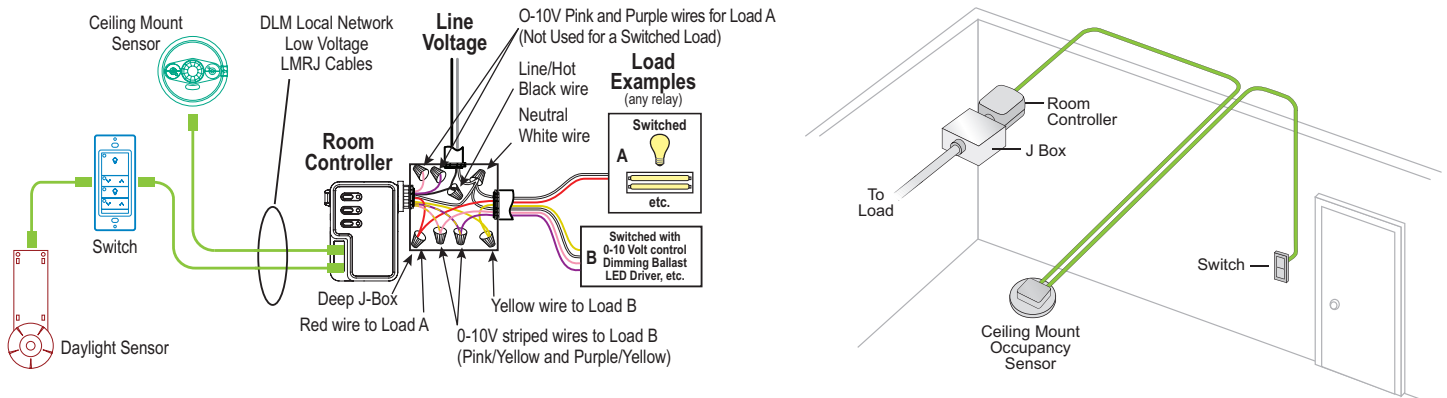 Ceiling Mount
Sensor
DLM Local Network
Low Voltage
LMRJ Cables
Line
Voltage
O-10V Pink and Purple wires for Load A
(Not Used for a Switched Load)
Line/Hot
Black wire
Neutral
White wire
Load
Examples
(any relay)
Switched
A
etc.
Room
Controller
B
Switched with
0-10 Volt control
Dimming Ballast
LED Driver, etc.
Switch
Daylight Sensor
Deep J-Box
Red wire to Load A
Yellow wire to Load B
0-10V striped wires to Load B
(Pink/Yellow and Purple/Yellow)
Room
Controller
J Box
To
Load
Switch
Ceiling Mount
Occupancy
Sensor